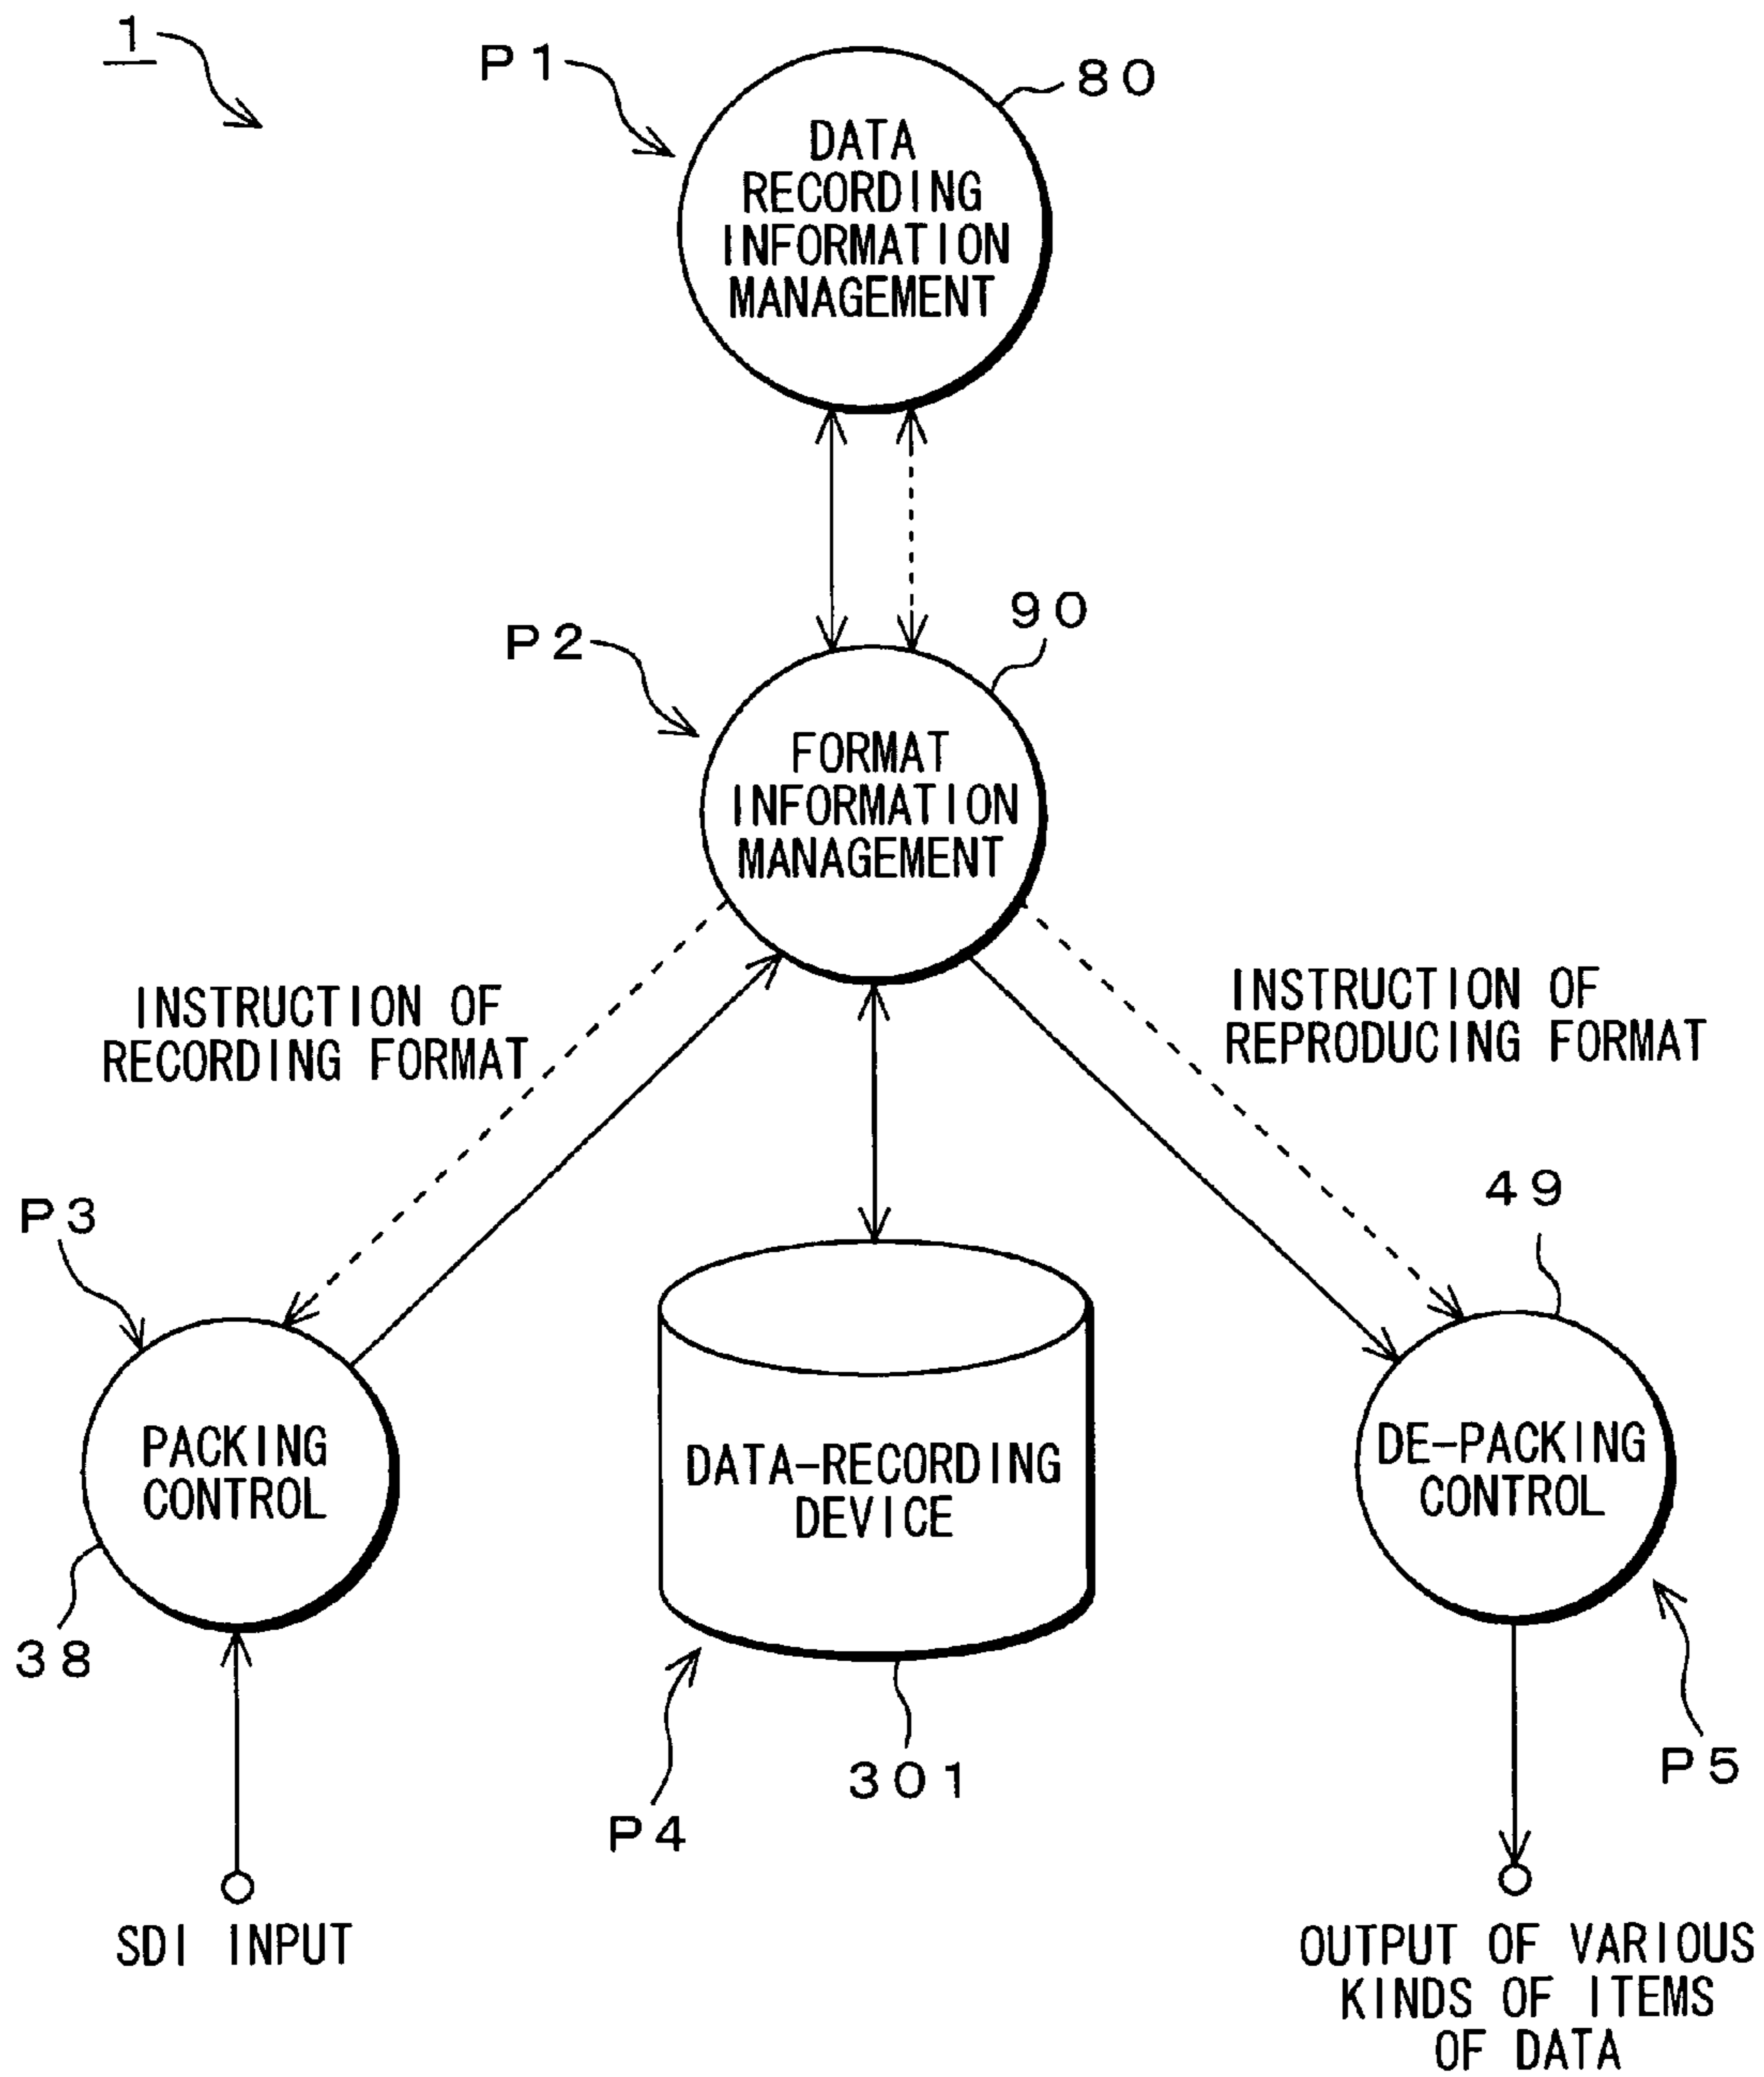 1
P1
80
DATA
RECORDING
INFORMATION
MANAGEMENT
P2
90
FORMAT
INFORMATION
MANAGEMENT
INSTRUCTION OF
RECORDING FORMAT
INSTRUCTION OF
REPRODUCING FORMAT
P3
49
PACKING
CONTROL
DATA-RECORDING
DEVICE
DE-PACKING
CONTROL
38
301
P4
P5
SDI INPUT
OUTPUT OF VARIOUS
KINDS OF ITEMS
OF DATA